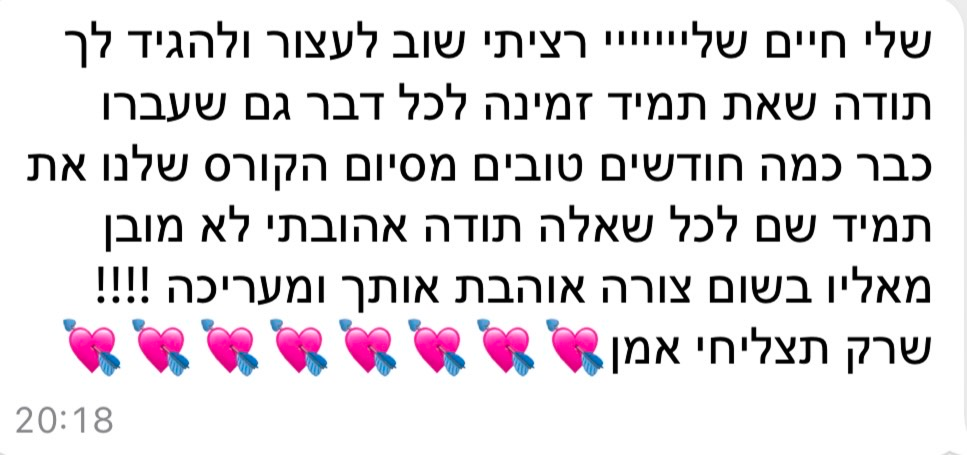 שלי חיים שלייייייי רציתי שוב לעצור ולהגיד לך
תודה שאת תמיד זמינה לכל דבר גם שעברו
כבר כמה חודשים טובים מסיום הקורס שלנו את
תמיד שם לכל שאלה תודה אהובתי לא מובן
מאליו בשום צורה אוהבת אותך ומעריכה !!!!
שרק תצליחי אמן💘💘💘💘💘💘💘💘
20:18